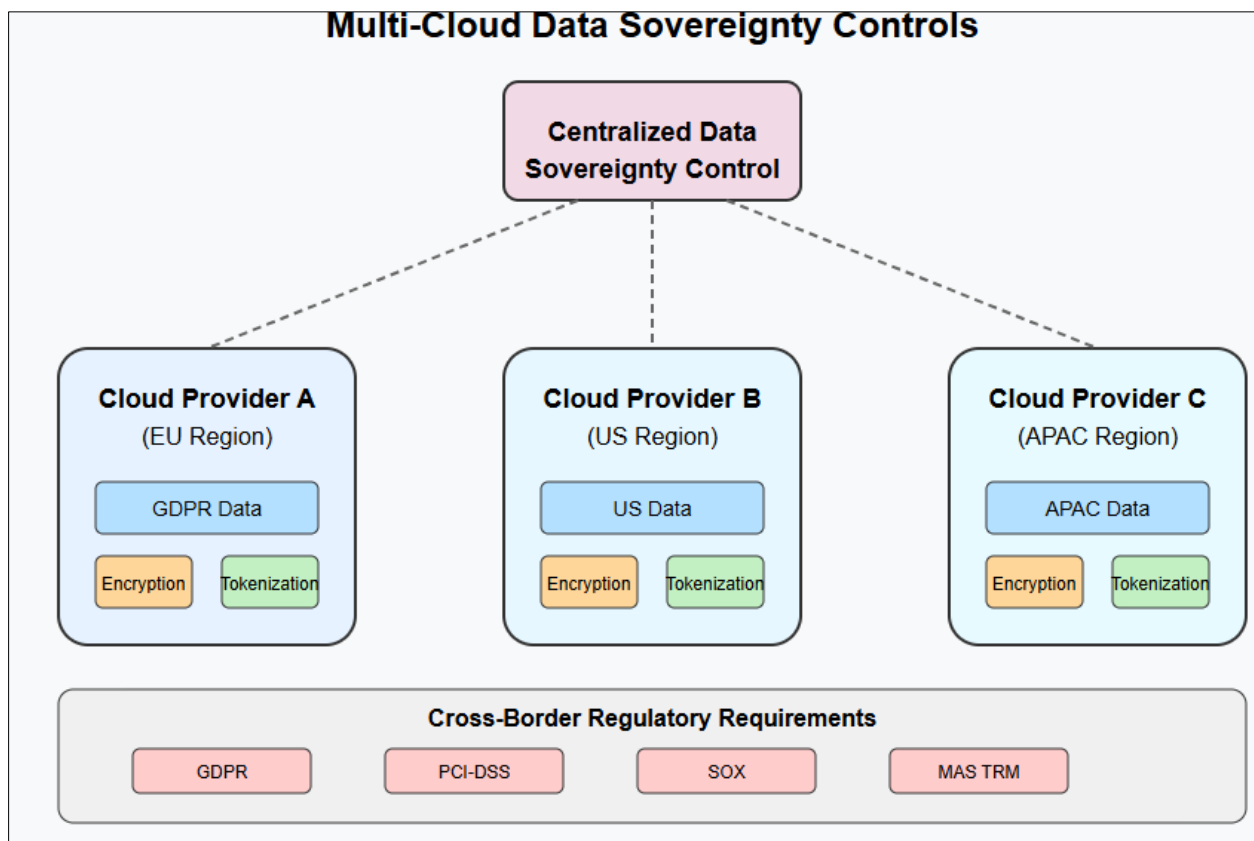 Multi-Cloud Data Sovereignty Controls
Centralized Data
Sovereignty Control
Cloud Provider A
(EU Region)
GDPR Data
Encryption
Tokenization
Cloud Provider B
(US Region)
US Data
Encryption
Tokenization
Cloud Provider C
(APAC Region)
APAC Data
Encryption
Tokenization
Cross-Border Regulatory Requirements
GDPR
PCI-DSS
SOX
MAS TRM